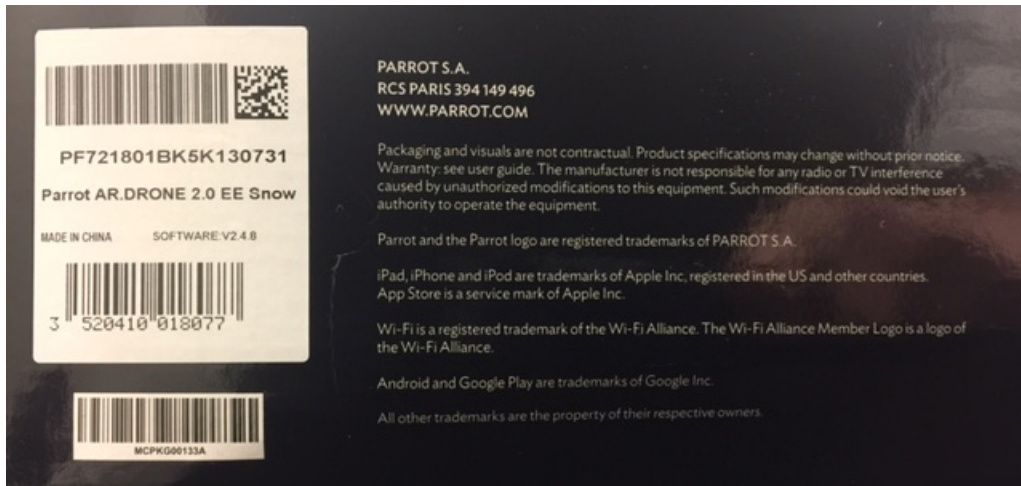 PF721801BK5K130731
Parrot AR.DRONE 2.0 EE Snow
MADE IN CHINA SOFTWARE:V2.4.8
3 520410 018077
MCPKG00133A
PARROT S.A.
RCS PARIS 394 149 496
WWW.PARROT.COM
Packaging and visuals are not contractual. Product specifications may change without prior notice.
Warranty: see user guide. The manufacturer is not responsible for any radio or TV interference
caused by unauthorized modifications to this equipment. Such modifications could void the user's
authority to operate the equipment.
Parrot and the Parrot logo are registered trademarks of PARROT S.A.
iPad, iPhone and iPod are trademarks of Apple Inc, registered in the US and other countries.
App Store is a service mark of Apple Inc.
Wi-Fi is a registered trademark of the Wi-Fi Alliance. The Wi-Fi Alliance Member Logo is a logo of
the Wi-Fi Alliance.
Android and Google Play are trademarks of Google Inc.
All other trademarks are the property of their respective owners.